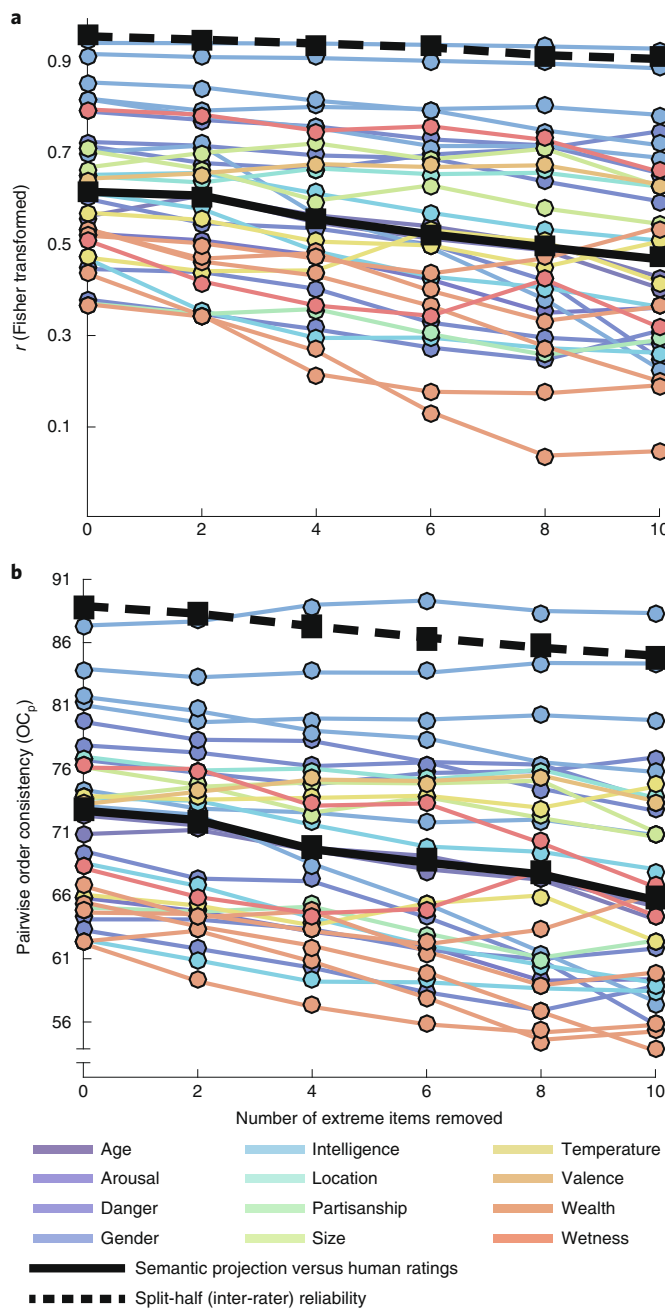 a
0.9
0.7
0.5
0.3
0.1
r (Fisher transformed)
0 2 4 6 8 10
b
91
86
81
76
71
66
61
56
Pairwise order consistency (OCp)
0 2 4 6 8 10
Number of extreme items removed
Age Intelligence Temperature
Arousal Location Valence
Danger Partisanship Wealth
Gender Size Wetness
Semantic projection versus human ratings
Split-half (inter-rater) reliability